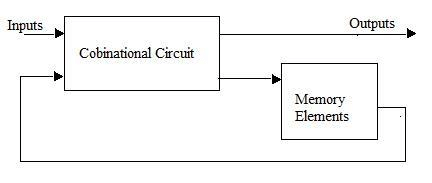 Inputs
Outputs
Cobinational Circuit
Memory
Elements